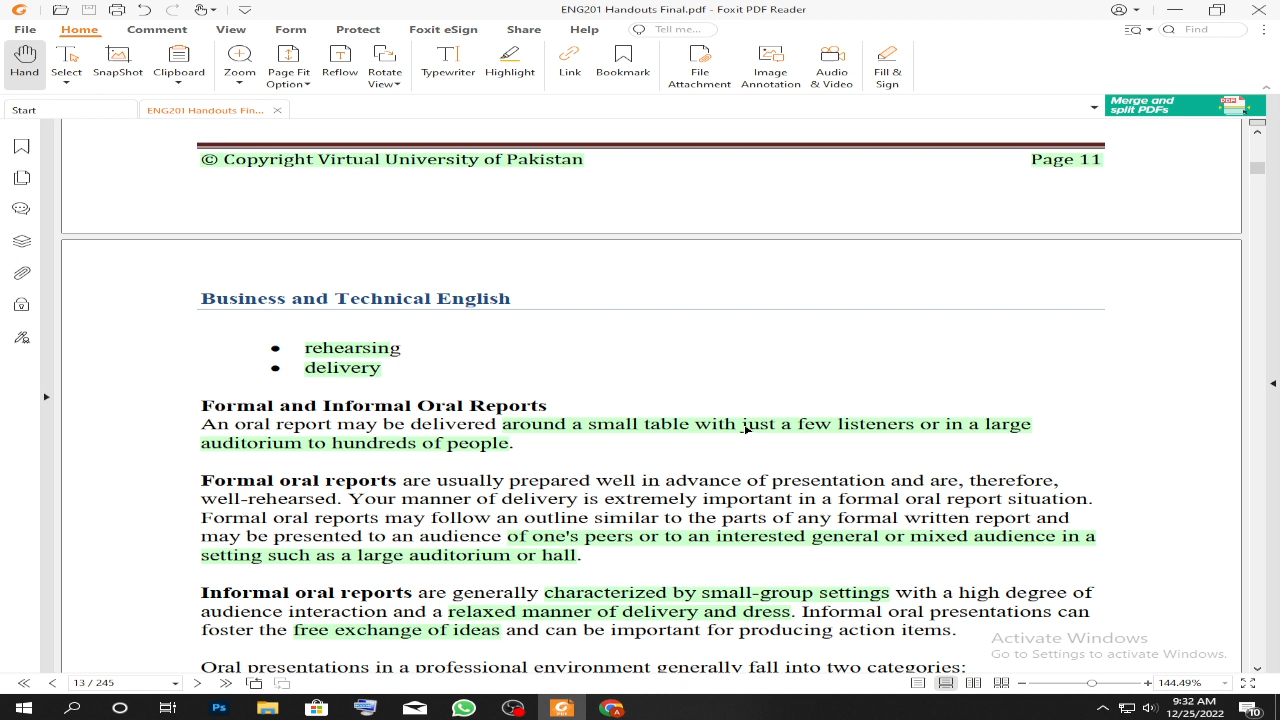 ENG201 Handouts Final.pdf - Foxit PDF Reader
File Home Comment View Form Protect Foxit eSign Share Help Tell me... Find
Hand Select SnapShot Clipboard Zoom Page Fit Option Reflow Rotate View Typewriter Highlight Link Bookmark File Attachment Image Annotation Audio & Video Fill & Sign
Start ENG201 Handouts Fin... Merge and split PDFs
© Copyright Virtual University of Pakistan Page 11
Business and Technical English
• rehearsing
• delivery
Formal and Informal Oral Reports
An oral report may be delivered around a small table with just a few listeners or in a large
auditorium to hundreds of people.
Formal oral reports are usually prepared well in advance of presentation and are, therefore,
well-rehearsed. Your manner of delivery is extremely important in a formal oral report situation.
Formal oral reports may follow an outline similar to the parts of any formal written report and
may be presented to an audience of one's peers or to an interested general or mixed audience in a
setting such as a large auditorium or hall.
Informal oral reports are generally characterized by small-group settings with a high degree of
audience interaction and a relaxed manner of delivery and dress. Informal oral presentations can
foster the free exchange of ideas and can be important for producing action items.
Activate Windows
Go to Settings to activate Windows.
Oral presentations in a professional environment generally fall into two categories:
13 / 245 144.49%
Ps 9:32 AM
12/25/2022 10